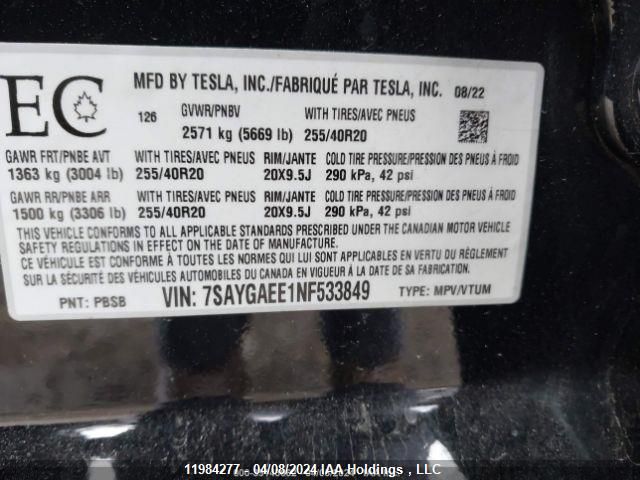 EC
MFD BY TESLA, INC./FABRIQUÉ PAR TESLA, INC. 08/22
126 GVWR/PNBV WITH TIRES/AVEC PNEUS
2571 kg (5669 lb) 255/40R20
GAWR FRT/PNBE AVT WITH TIRES/AVEC PNEUS RIM/JANTE COLD TIRE PRESSURE/PRESSION DES PNEUS À FROID
1363 kg (3004 lb) 255/40R20 20X9.5J 290 kPa, 42 psi
GAWR RR/PNBE ARR WITH TIRES/AVEC PNEUS RIM/JANTE COLD TIRE PRESSURE/PRESSION DES PNEUS À FROID
1500 kg (3306 lb) 255/40R20 20X9.5J 290 kPa, 42 psi
THIS VEHICLE CONFORMS TO ALL APPLICABLE STANDARDS PRESCRIBED UNDER THE CANADIAN MOTOR VEHICLE
SAFETY REGULATIONS IN EFFECT ON THE DATE OF MANUFACTURE.
CE VÉHICULE EST CONFORME À TOUTES LES NORMES QUI LUI SONT APPLICABLES EN VERTU DU RÈGLEMENT
SUR LA SÉCURITÉ DES VÉHICULES AUTOMOBILES DU CANADA EN VIGUEUR À LA DATE DE SA FABRICATION.
PNT: PBSB VIN: 7SAYGAEE1NF533849 TYPE: MPV/VTUM
11984277 - 04/08/2024 IAA Holdings , LLC